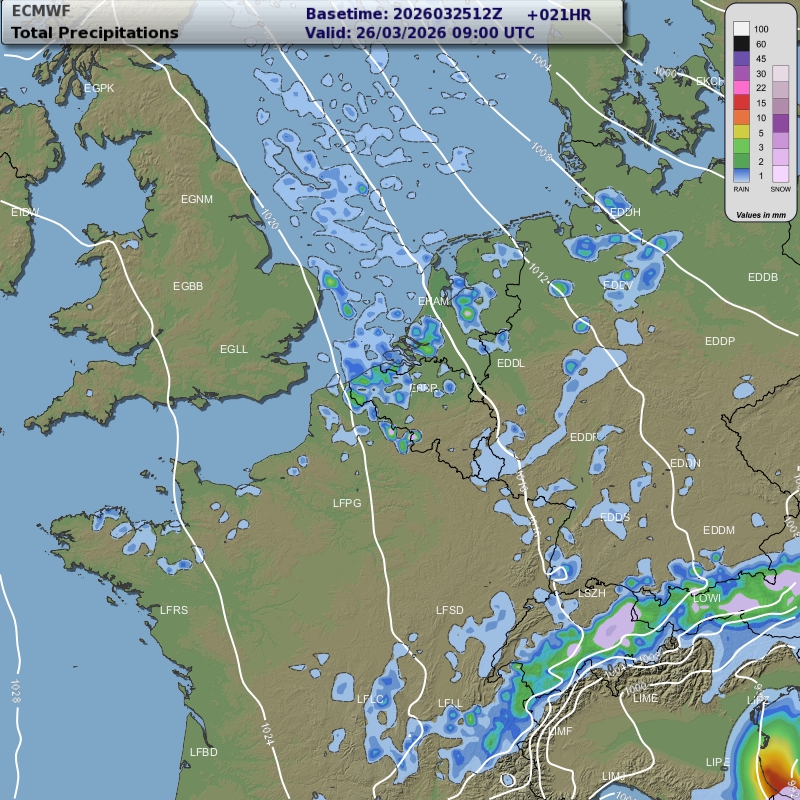 ECMWF
Basetime: 2026032512Z +021HR
Total Precipitations
Valid: 26/03/2026 09:00 UTC
100
60
45
30
22
15
10
5
3
2
1
RAIN SNOW
Values in mm
EGPK
EKCH
1004
1000
1008
EGNM
EIDW
1020
EDDH
1012
EGBB
EDDV
EDDB
EHAM
EGLL
EDDL
EDDP
EDDF
EDDN
LFPG
EDDS
EDDM
LSZH
LOWI
LFRS
LFSD
1028
LFLC
LFLL
LIME
LIPZ
LIMF
1024
LFBD
LIPE
LIMJ